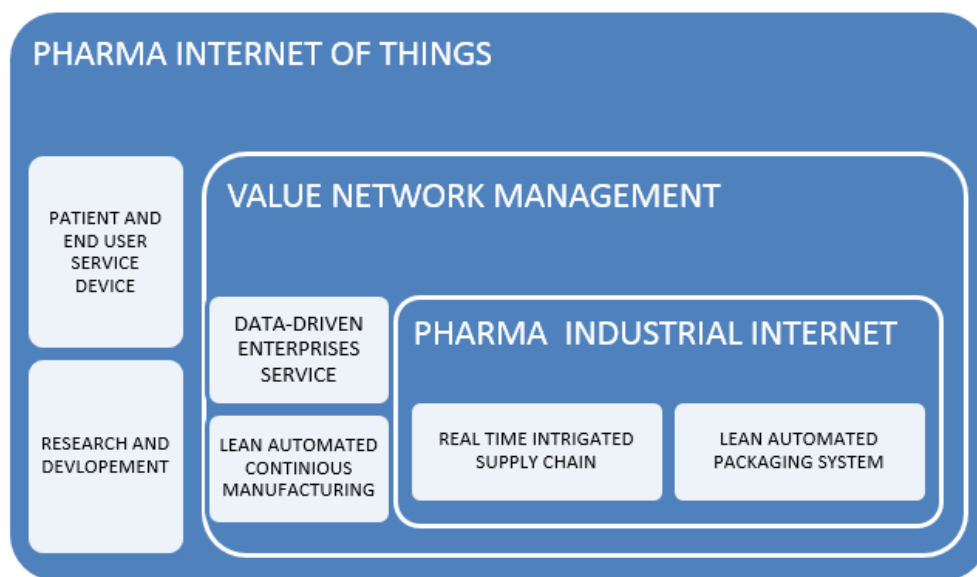 PHARMA INTERNET OF THINGS
PATIENT AND
END USER
SERVICE
DEVICE
RESEARCH AND
DEVLOPEMENT
VALUE NETWORK MANAGEMENT
DATA-DRIVEN
ENTERPRISES
SERVICE
LEAN AUTOMATED
CONTINIOUS
MANUFACTURING
PHARMA INDUSTRIAL INTERNET
REAL TIME INTRIGATED
SUPPLY CHAIN
LEAN AUTOMATED
PACKAGING SYSTEM